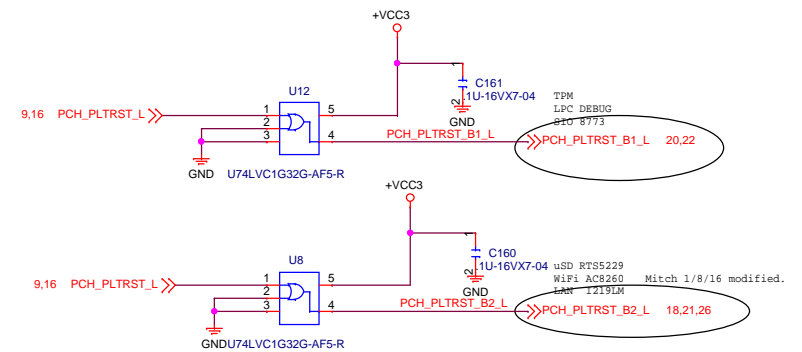 +VCC3
1
C161
.1U-16VX7-04
2
GND
U12
9,16 PCH_PLTRST_L
1
2
3
5
4
GND
U74LVC1G32G-AF5-R
PCH_PLTRST_B1_L
TPM
LPC DEBUG
SIO 8773
PCH_PLTRST_B1_L 20,22
+VCC3
1
C160
.1U-16VX7-04
2
GND
U8
9,16 PCH_PLTRST_L
1
2
3
5
4
GND
U74LVC1G32G-AF5-R
PCH_PLTRST_B2_L
uSD RTS5229
WiFi AC8260 Mitch 1/8/16 modified.
LAN I219LM
PCH_PLTRST_B2_L 18,21,26